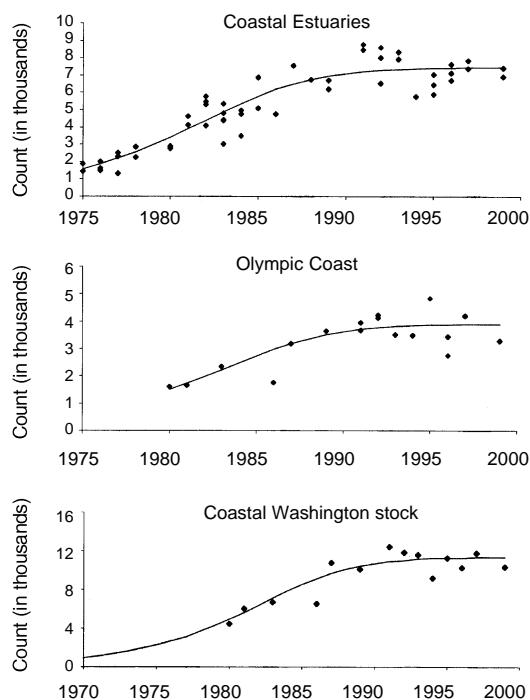 Coastal Estuaries
Count (in thousands)
10
9
8
7
6
5
4
3
2
1
0
1975 1980 1985 1990 1995 2000
Olympic Coast
Count (in thousands)
6
5
4
3
2
1
0
1975 1980 1985 1990 1995 2000
Coastal Washington stock
Count (in thousands)
16
12
8
4
0
1970 1975 1980 1985 1990 1995 2000